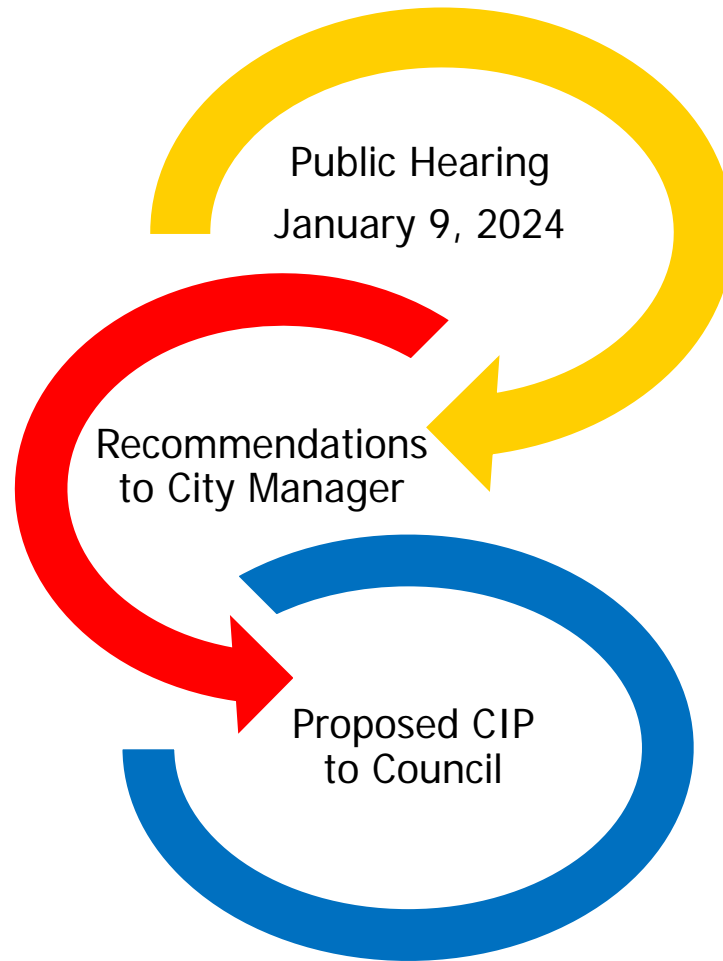 Public Hearing
January 9, 2024
Recommendations
to City Manager
Proposed CIP
to Council